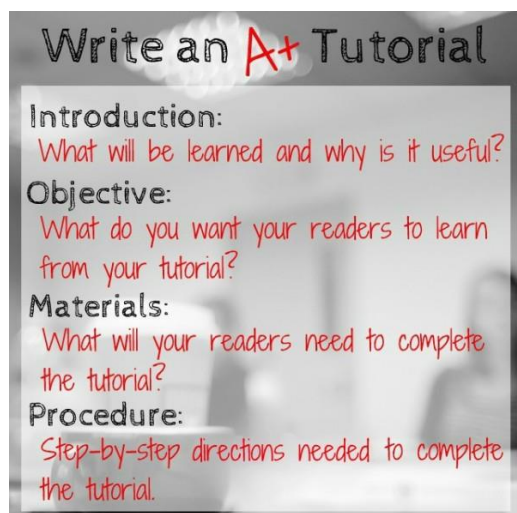 Write an A+ Tutorial
Introduction:
What will be learned and why is it useful?
Objective:
What do you want your readers to learn
from your tutorial?
Materials:
What will your readers need to complete
the tutorial?
Procedure:
Step-by-step directions needed to complete
the tutorial.